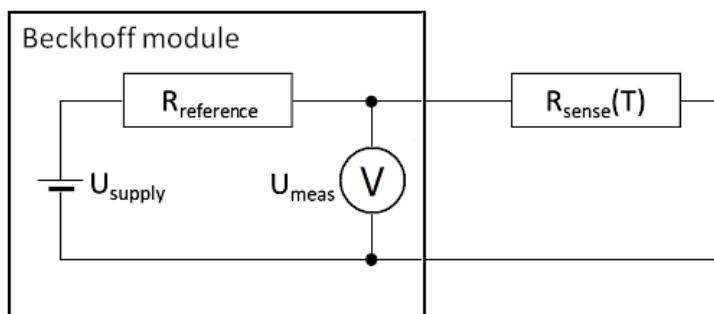 Beckhoff module
Rreference
Rsense(T)
Usupply
Umeas
V